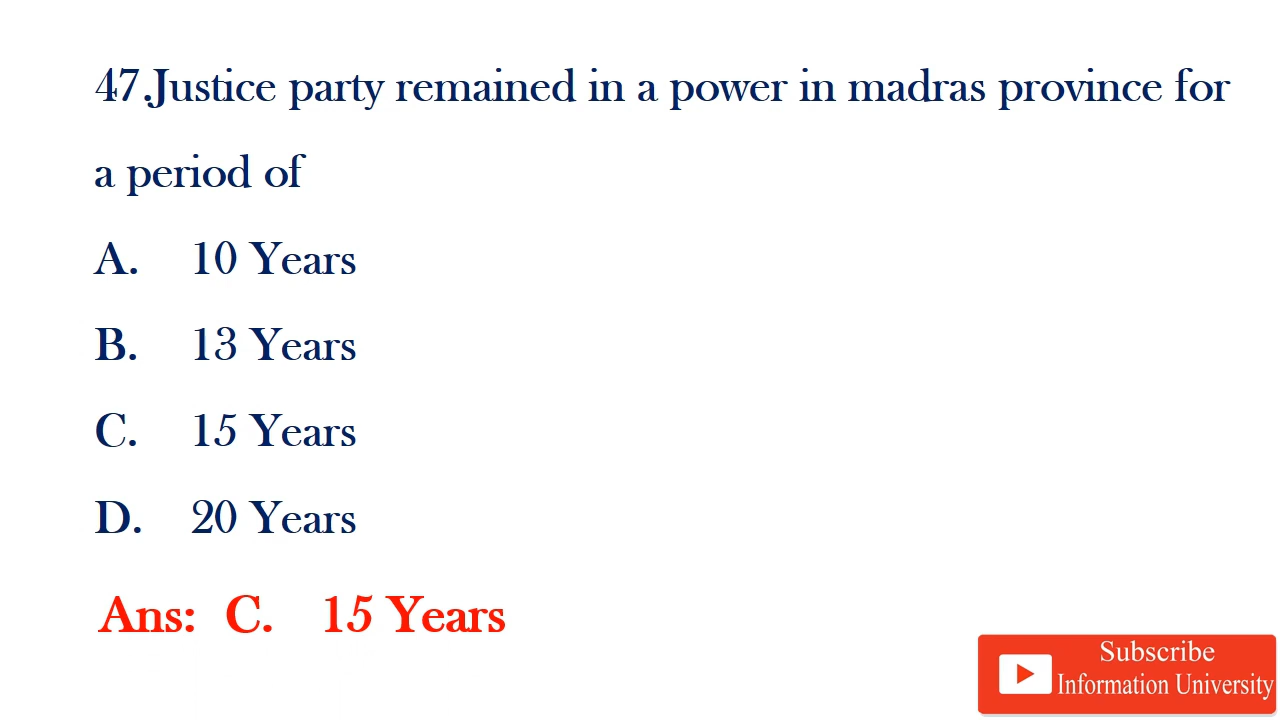 47.Justice party remained in a power in madras province for
a period of
A. 10 Years
B. 13 Years
C. 15 Years
D. 20 Years
Ans: C. 15 Years
Subscribe
Information University